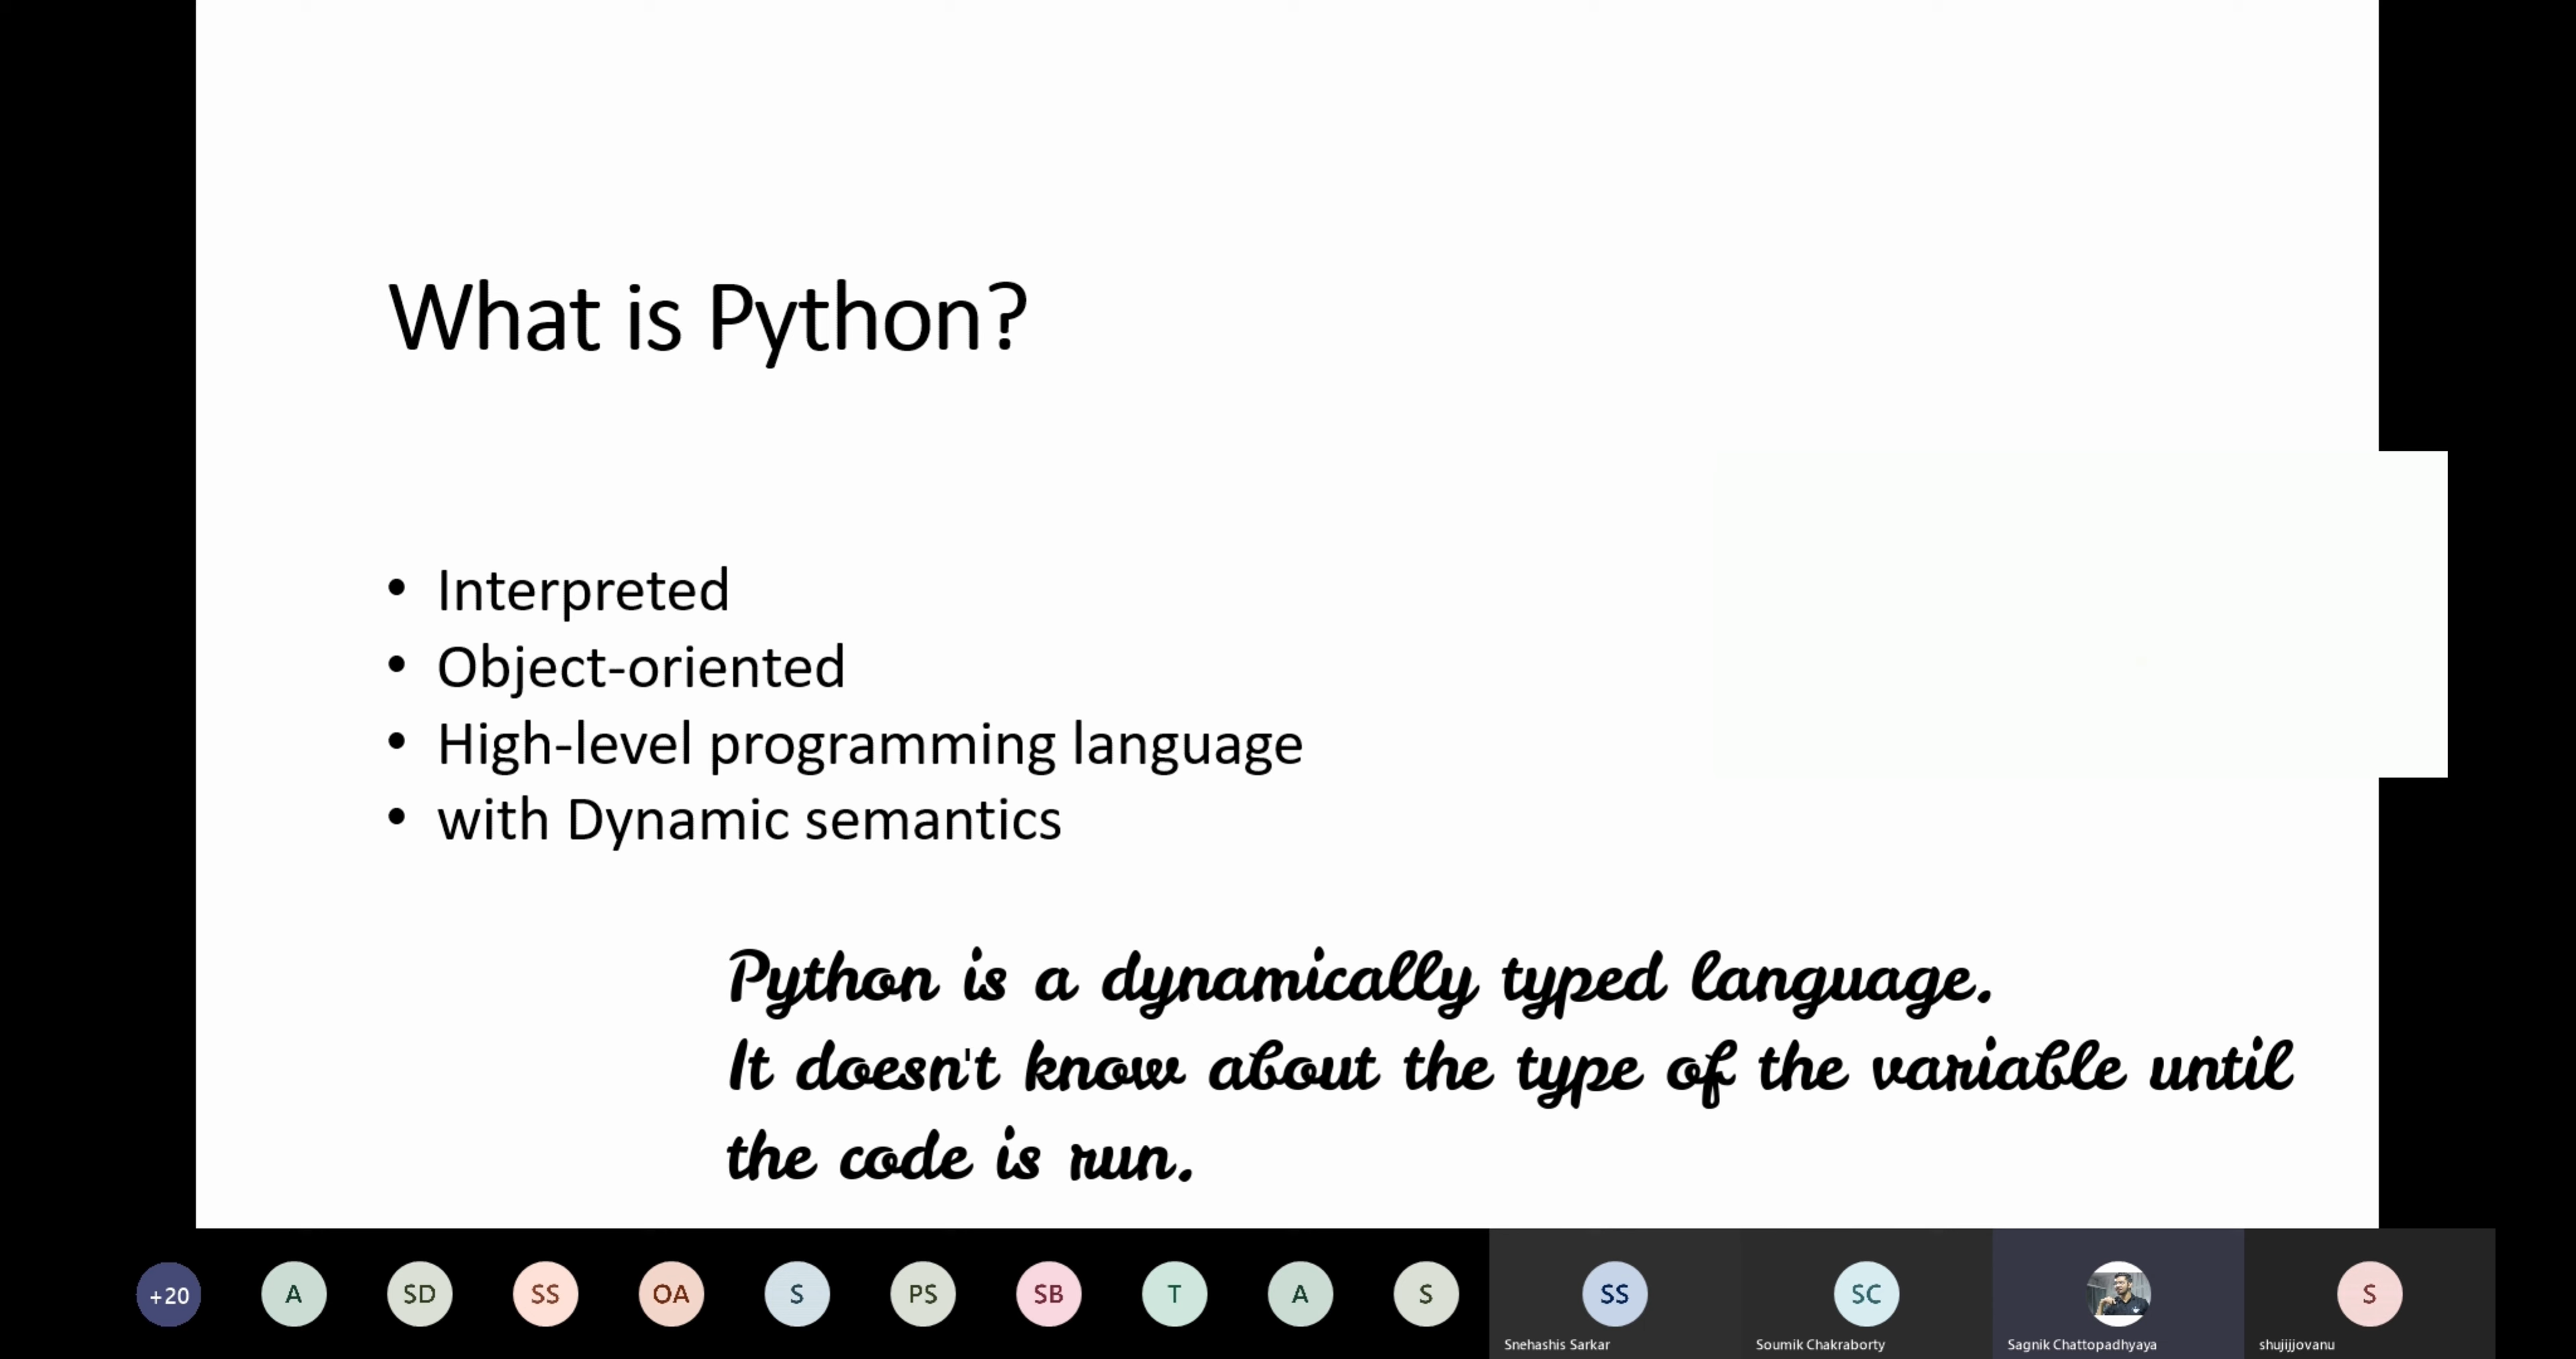 What is Python?
• Interpreted
• Object-oriented
• High-level programming language
• with Dynamic semantics
Python is a dynamically typed language.
It doesn't know about the type of the variable until
the code is run.
+20 A SD SS OA S PS SB T A S SS SC S
Snehashis Sarkar Soumik Chakraborty Sagnik Chattopadhyaya shujijjovanu